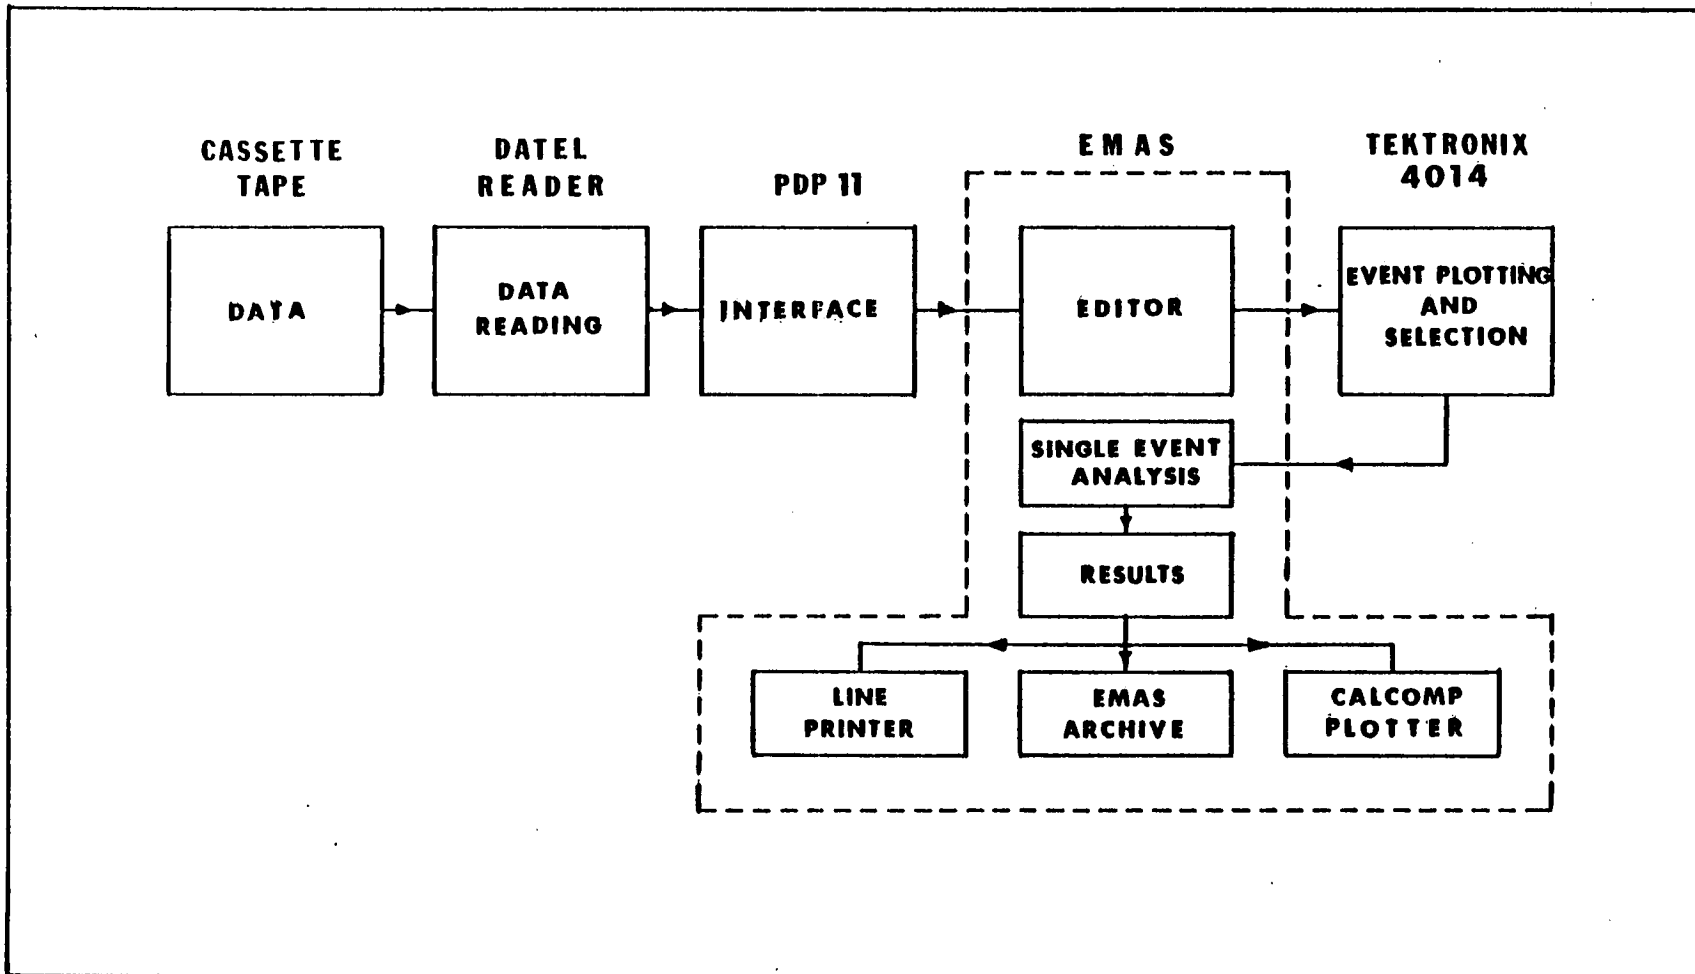 CASSETTE
TAPE
DATEL
READER
PDP 11
EMAS
TEKTRONIX
4014
DATA
DATA
READING
INTERFACE
EDITOR
EVENT PLOTTING
AND
SELECTION
SINGLE EVENT
ANALYSIS
RESULTS
LINE
PRINTER
EMAS
ARCHIVE
CALCOMP
PLOTTER